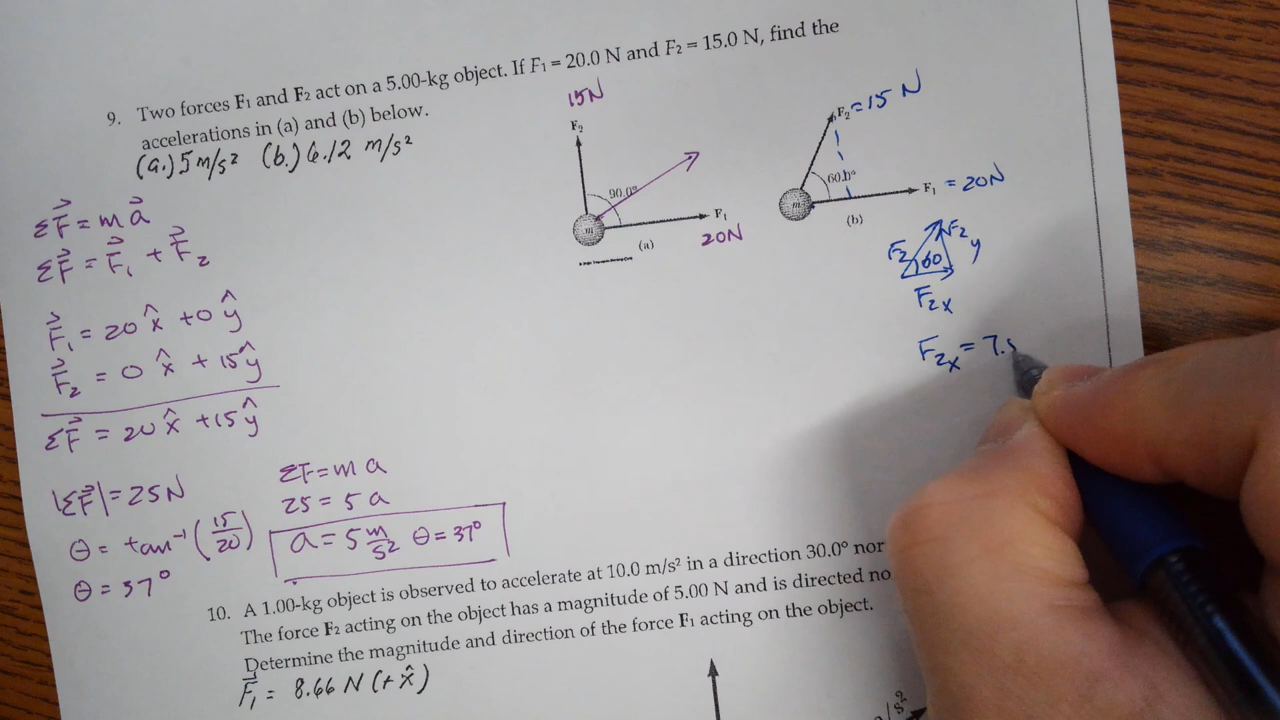 9. Two forces F₁ and F₂ act on a 5.00-kg object. If F₁ = 20.0 N and F₂ = 15.0 N, find the
accelerations in (a) and (b) below.
(a.) 5 m/s² (b.) 6.12 m/s²
ΣF⃗ = m a⃗
ΣF⃗ = F⃗₁ + F⃗₂
F⃗₁ = 20 x̂ + 0 ŷ
F⃗₂ = 0 x̂ + 15 ŷ
ΣF⃗ = 20 x̂ + 15 ŷ
|ΣF⃗| = 25N
θ = tan⁻¹ (15/20)
θ = 37°
ΣF = m a
25 = 5 a
a = 5 m/s² θ = 37°
15N
F₂
90.0°
m
F₁
20N
(a)
F₂ = 15 N
60.0°
m
F₁ = 20N
(b)
F₂ 60 F₂y
F₂x
F₂x = 7.
10. A 1.00-kg object is observed to accelerate at 10.0 m/s² in a direction 30.0° nor
The force F₂ acting on the object has a magnitude of 5.00 N and is directed no
Determine the magnitude and direction of the force F₁ acting on the object.
F⃗₁ = 8.66 N (+x̂)
/s²